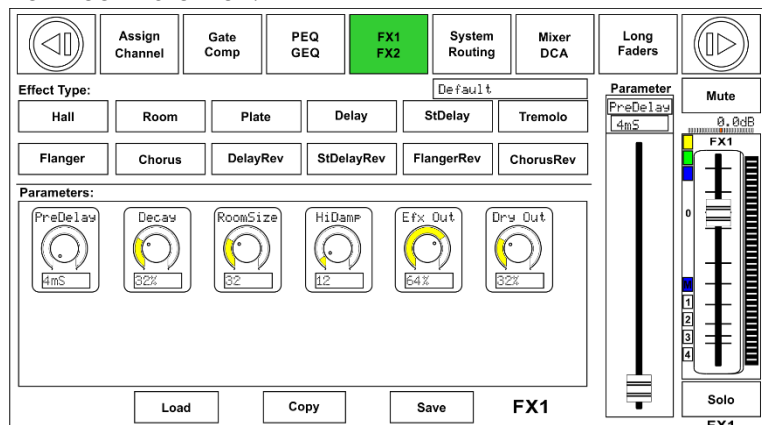 Assign Channel
Gate Comp
PEQ GEQ
FX1 FX2
System Routing
Mixer DCA
Long Faders
Effect Type:
Default
Hall
Room
Plate
Delay
StDelay
Tremolo
Flanger
Chorus
DelayRev
StDelayRev
FlangerRev
ChorusRev
Parameters:
PreDelay
Decay
RoomSize
HiDamp
Efx Out
Dry Out
4mS
32%
32
12
64%
32%
Load
Copy
Save
FX1
Parameter
PreDelay
4mS
Mute
0.0dB
FX1
0
M
1
2
3
4
Solo
FX1